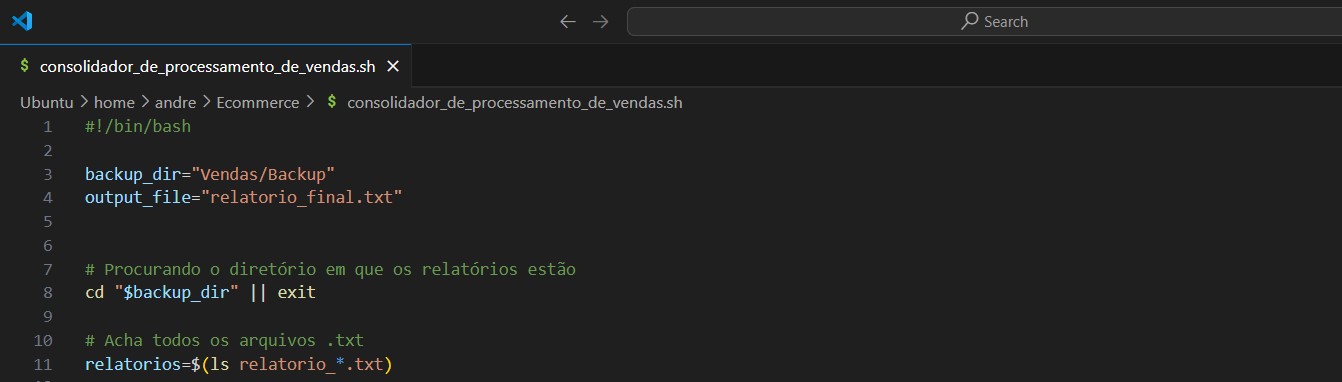 Search
$ consolidador_de_processamento_de_vendas.sh
Ubuntu > home > andre > Ecommerce > $ consolidador_de_processamento_de_vendas.sh
1 #!/bin/bash
2
3 backup_dir="Vendas/Backup"
4 output_file="relatorio_final.txt"
5
6
7 # Procurando o diretório em que os relatórios estão
8 cd "$backup_dir" || exit
9
10 # Acha todos os arquivos .txt
11 relatorios=$(ls relatorio_*.txt)